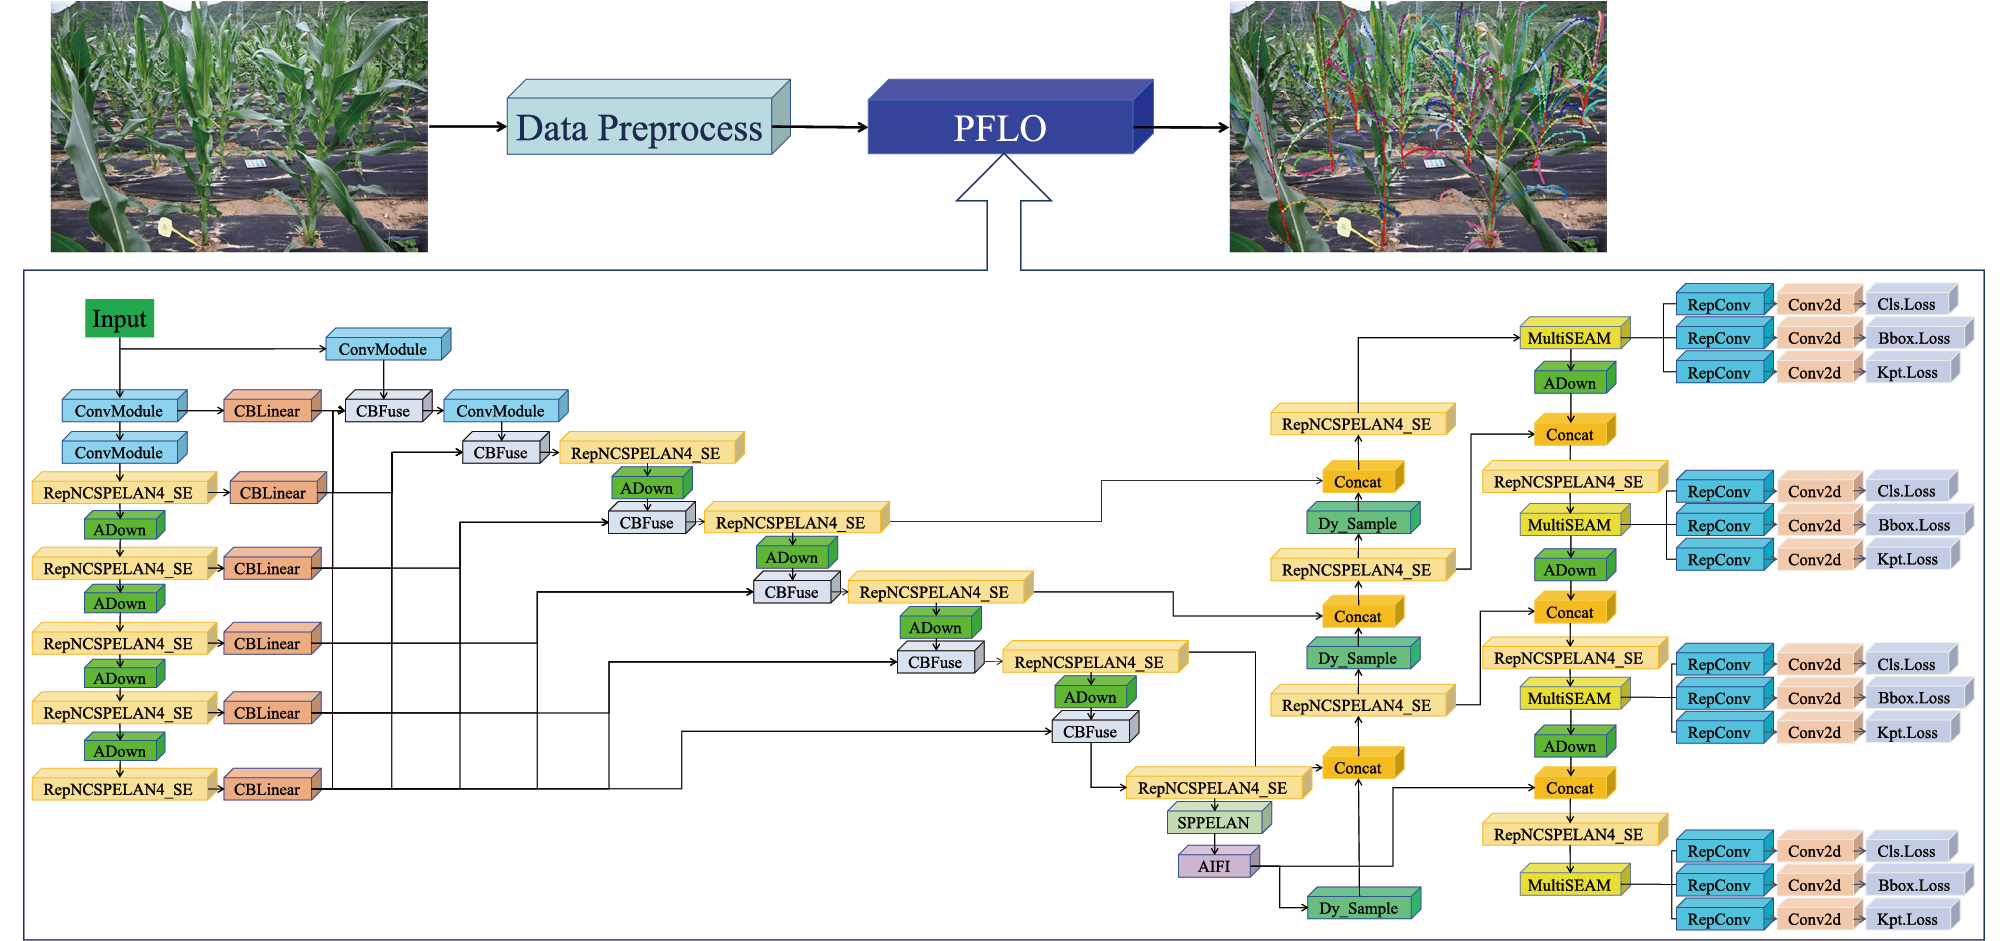 Data Preprocess
PFLO
Input
ConvModule
ConvModule
CBLinear
CBFuse
ConvModule
ConvModule
CBFuse
RepNCSPELAN4_SE
RepNCSPELAN4_SE
CBLinear
ADown
ADown
CBFuse
RepNCSPELAN4_SE
RepNCSPELAN4_SE
CBLinear
ADown
ADown
CBFuse
RepNCSPELAN4_SE
RepNCSPELAN4_SE
CBLinear
ADown
ADown
CBFuse
RepNCSPELAN4_SE
RepNCSPELAN4_SE
CBLinear
ADown
ADown
CBFuse
RepNCSPELAN4_SE
CBLinear
RepNCSPELAN4_SE
SPPELAN
AIFI
RepNCSPELAN4_SE
Concat
Dy_Sample
RepNCSPELAN4_SE
Concat
Dy_Sample
RepNCSPELAN4_SE
Concat
Dy_Sample
MultiSEAM
ADown
Concat
RepNCSPELAN4_SE
MultiSEAM
ADown
Concat
RepNCSPELAN4_SE
MultiSEAM
ADown
Concat
RepNCSPELAN4_SE
MultiSEAM
RepConv Conv2d Cls.Loss
RepConv Conv2d Bbox.Loss
RepConv Conv2d Kpt.Loss
RepConv Conv2d Cls.Loss
RepConv Conv2d Bbox.Loss
RepConv Conv2d Kpt.Loss
RepConv Conv2d Cls.Loss
RepConv Conv2d Bbox.Loss
RepConv Conv2d Kpt.Loss
RepConv Conv2d Cls.Loss
RepConv Conv2d Bbox.Loss
RepConv Conv2d Kpt.Loss